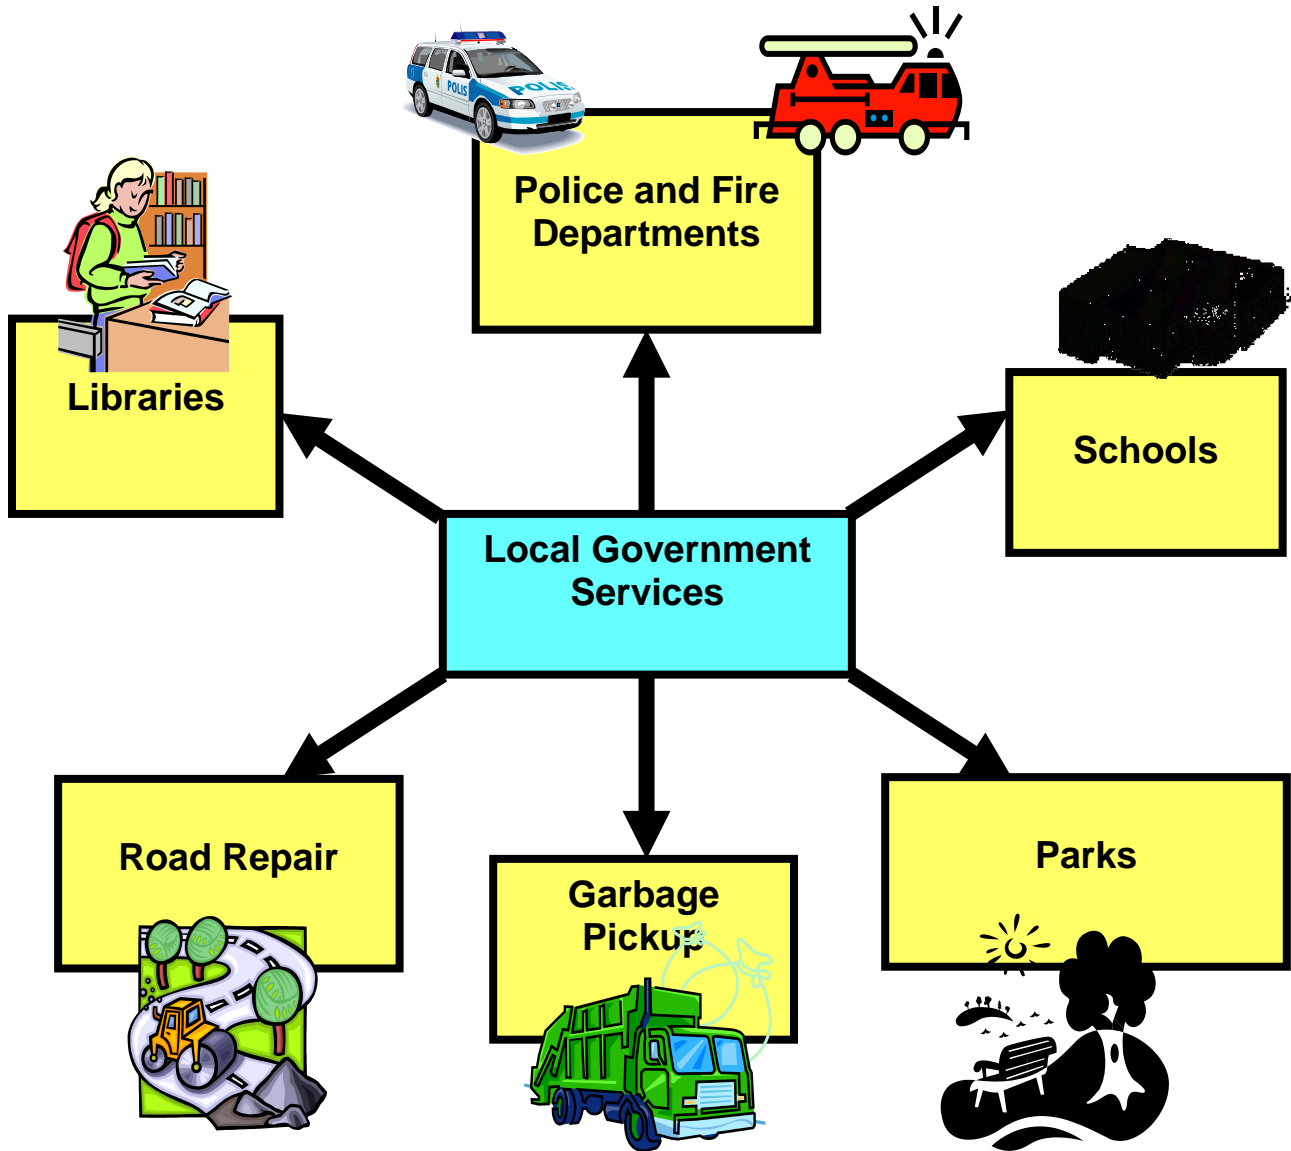 POLIS
POLIS
Police and Fire
Departments
Libraries
Schools
Local Government
Services
Road Repair
Garbage
Pickup
Parks